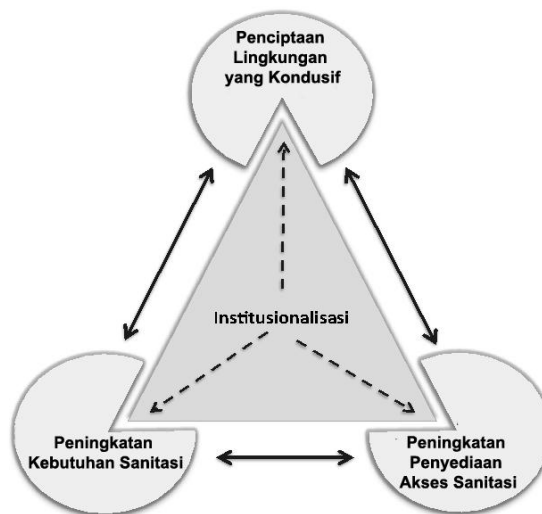 Penciptaan
Lingkungan
yang Kondusif
Institusionalisasi
Peningkatan
Kebutuhan Sanitasi
Peningkatan
Penyediaan
Akses Sanitasi